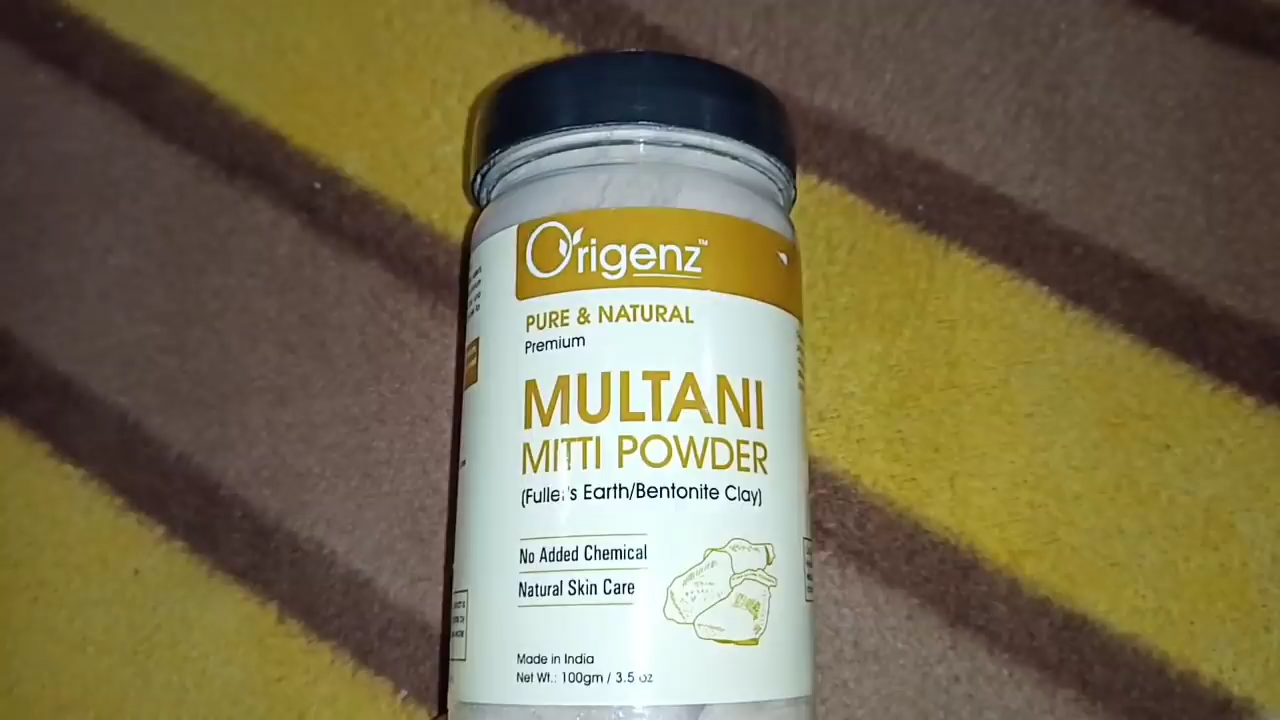 Origenz™
PURE & NATURAL
Premium
MULTANI
MITTI POWDER
(Fuller's Earth/Bentonite Clay)
No Added Chemical
Natural Skin Care
Made in India
Net Wt.: 100gm / 3.5 oz